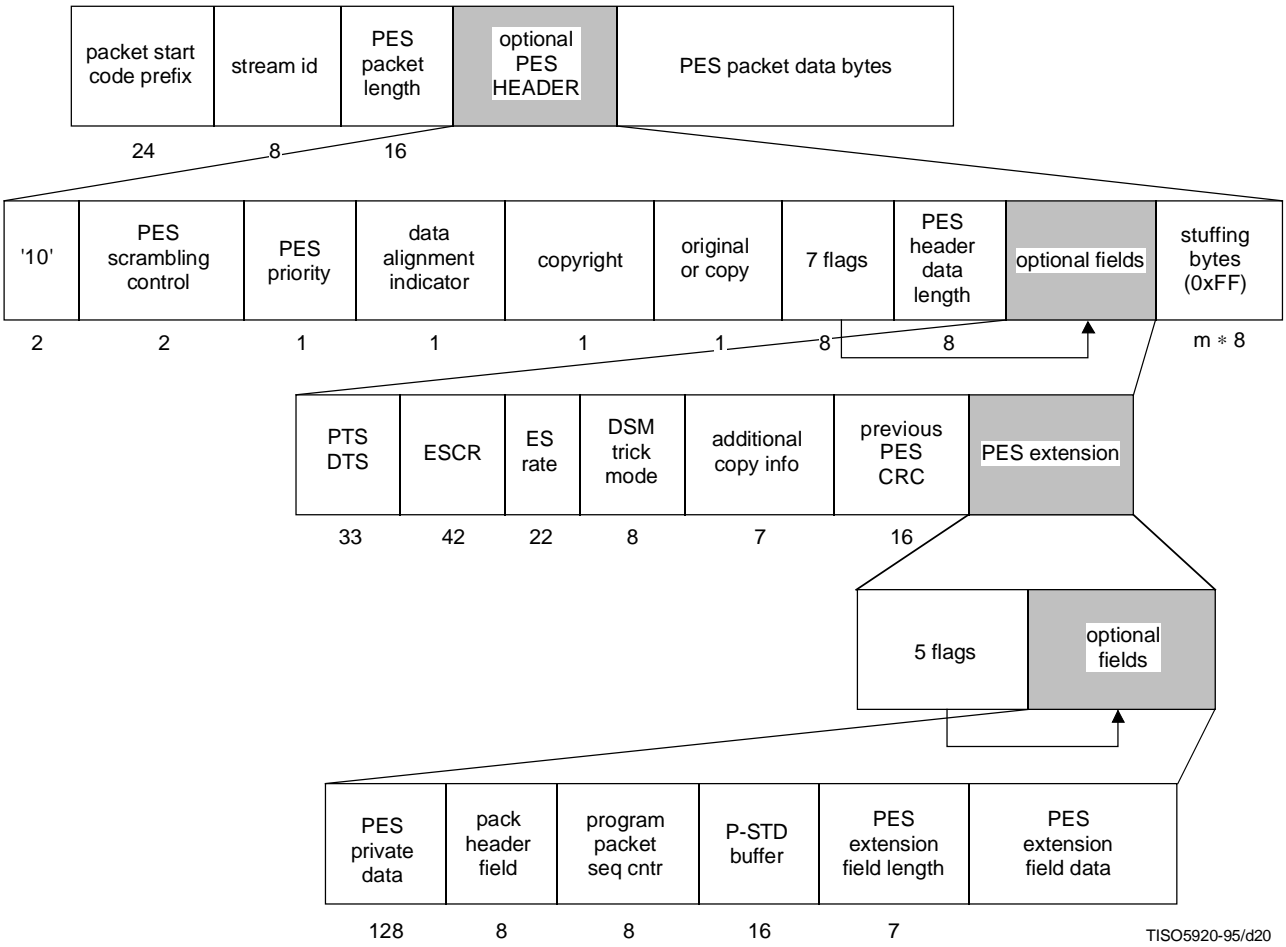 packet start
code prefix
stream id
PES
packet
length
optional
PES
HEADER
PES packet data bytes
24
8
16
'10'
PES
scrambling
control
PES
priority
data
alignment
indicator
copyright
original
or copy
7 flags
PES
header
data
length
optional fields
stuffing
bytes
(0xFF)
2
2
1
1
1
1
8
8
m ∗ 8
PTS
DTS
ESCR
ES
rate
DSM
trick
mode
additional
copy info
previous
PES
CRC
PES extension
33
42
22
8
7
16
5 flags
optional
fields
PES
private
data
pack
header
field
program
packet
seq cntr
P-STD
buffer
PES
extension
field length
PES
extension
field data
128
8
8
16
7
TISO5920-95/d20